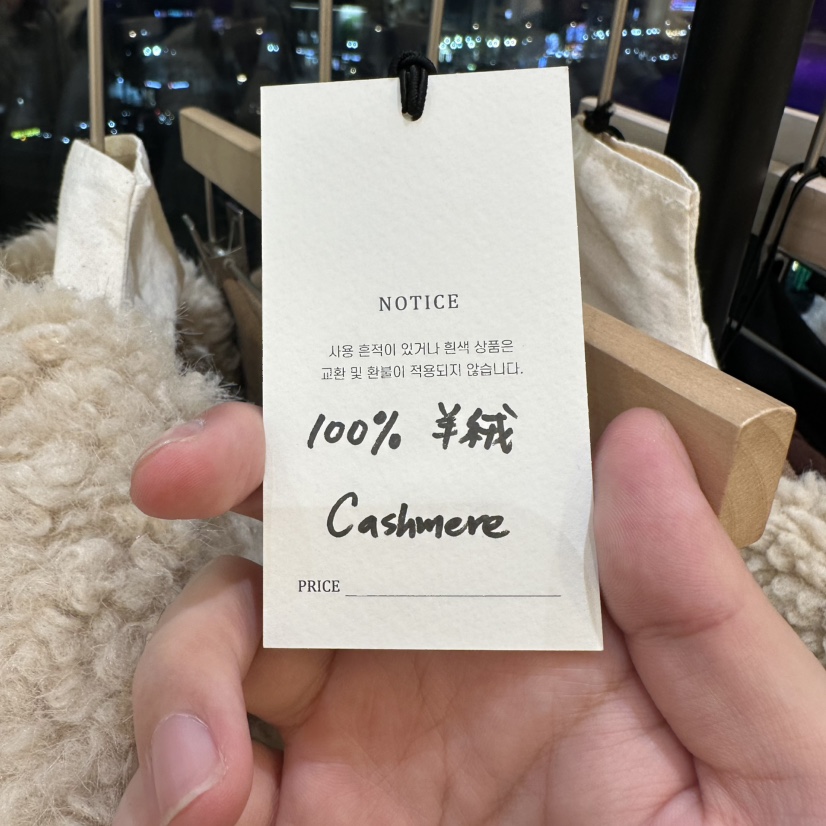 NOTICE
사용 흔적이 있거나 흰색 상품은
교환 및 환불이 적용되지 않습니다.
100% 羊绒
Cashmere
PRICE